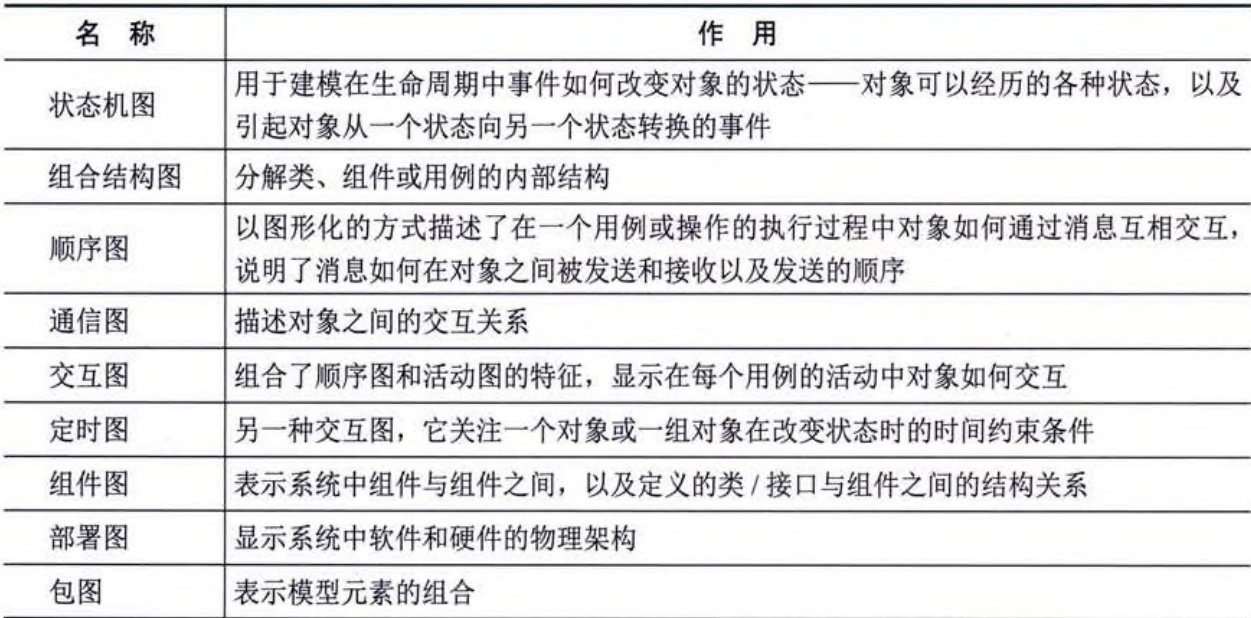 名 称 作 用
状态机图 用于建模在生命周期中事件如何改变对象的状态——对象可以经历的各种状态，以及
引起对象从一个状态向另一个状态转换的事件
组合结构图 分解类、组件或用例的内部结构
顺序图 以图形化的方式描述了在一个用例或操作的执行过程中对象如何通过消息互相交互，
说明了消息如何在对象之间被发送和接收以及发送的顺序
通信图 描述对象之间的交互关系
交互图 组合了顺序图和活动图的特征，显示在每个用例的活动中对象如何交互
定时图 另一种交互图，它关注一个对象或一组对象在改变状态时的时间约束条件
组件图 表示系统中组件与组件之间，以及定义的类/接口与组件之间的结构关系
部署图 显示系统中软件和硬件的物理架构
包图 表示模型元素的组合